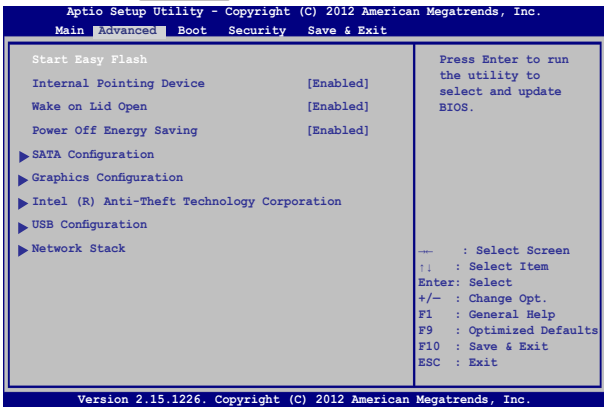 Aptio Setup Utility - Copyright (C) 2012 American Megatrends, Inc.
Main Advanced Boot Security Save & Exit
Start Easy Flash
Internal Pointing Device [Enabled]
Wake on Lid Open [Enabled]
Power Off Energy Saving [Enabled]
SATA Configuration
Graphics Configuration
Intel (R) Anti-Theft Technology Corporation
USB Configuration
Network Stack
Press Enter to run
the utility to
select and update
BIOS.
→← : Select Screen
↑↓ : Select Item
Enter: Select
+/— : Change Opt.
F1 : General Help
F9 : Optimized Defaults
F10 : Save & Exit
ESC : Exit
Version 2.15.1226. Copyright (C) 2012 American Megatrends, Inc.